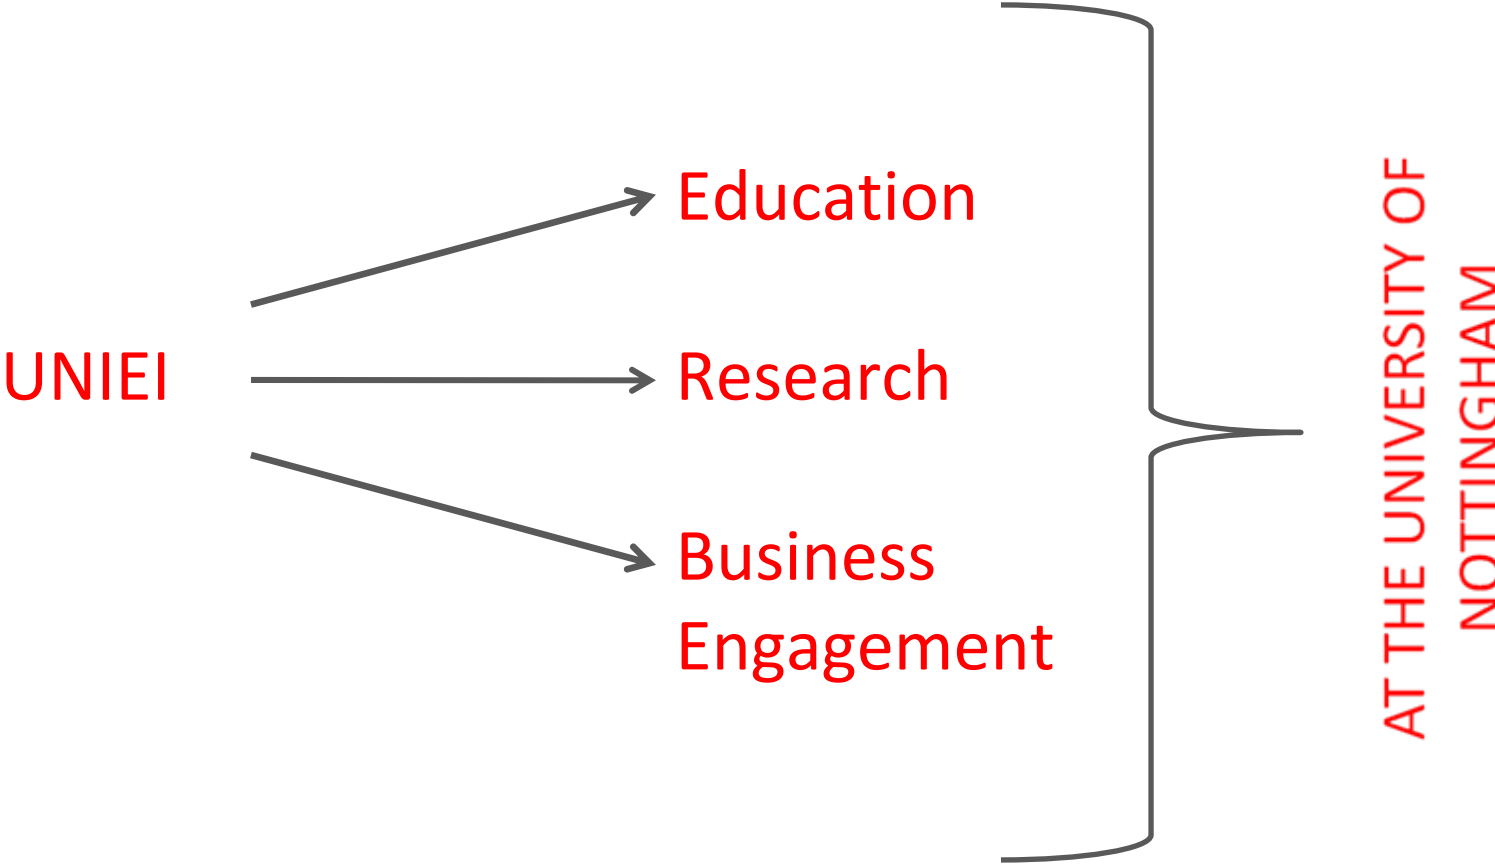 UNIEI
Education
Research
Business
Engagement
AT THE UNIVERSITY OF
NOTTINGHAM